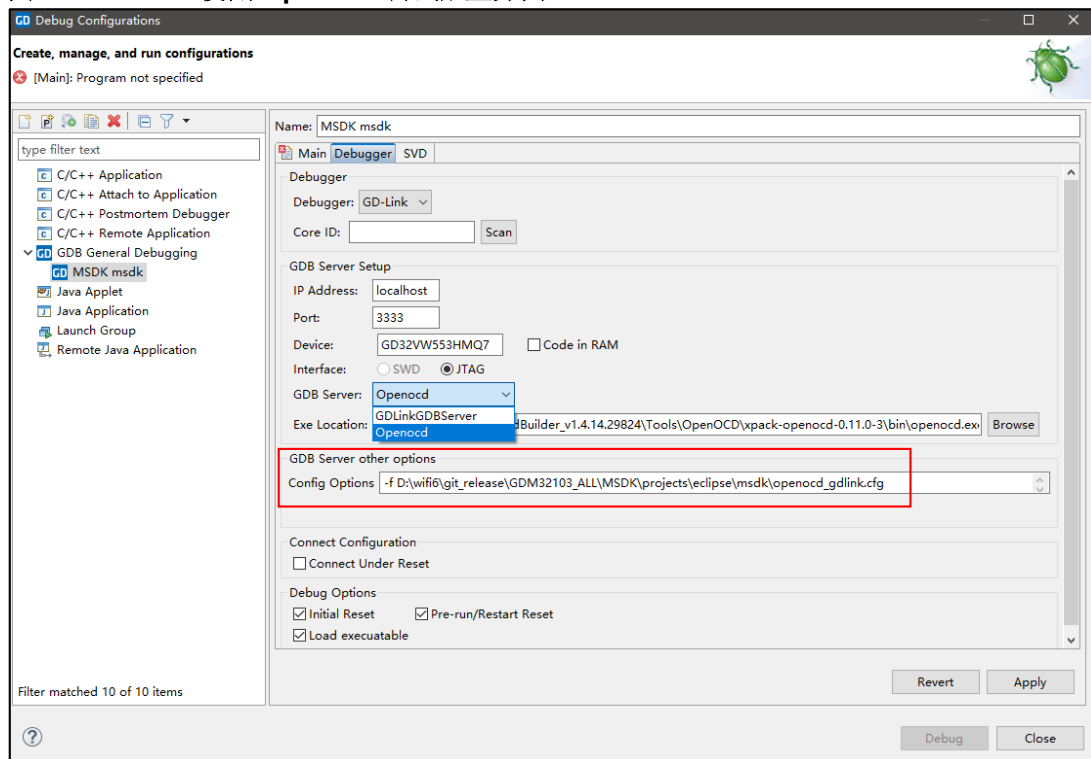 GD Debug Configurations
Create, manage, and run configurations
[Main]: Program not specified
type filter text
C/C++ Application
C/C++ Attach to Application
C/C++ Postmortem Debugger
C/C++ Remote Application
GDB General Debugging
MSDK msdk
Java Applet
Java Application
Launch Group
Remote Java Application
Filter matched 10 of 10 items
Name: MSDK msdk
Main Debugger SVD
Debugger
Debugger: GD-Link
Core ID: Scan
GDB Server Setup
IP Address: localhost
Port: 3333
Device: GD32VW553HMQ7 Code in RAM
Interface: SWD JTAG
GDB Server: Openocd
GDLinkGDBServer
Openocd
Exe Location: dBuilder_v1.4.14.29824\Tools\OpenOCD\xpack-openocd-0.11.0-3\bin\openocd.ex Browse
GDB Server other options
Config Options -f D:\wifi6\git_release\GDM32103_ALL\MSDK\projects\eclipse\msdk\openocd_gdlink.cfg
Connect Configuration
Connect Under Reset
Debug Options
Initial Reset Pre-run/Restart Reset
Load execuatable
Revert Apply
Debug Close